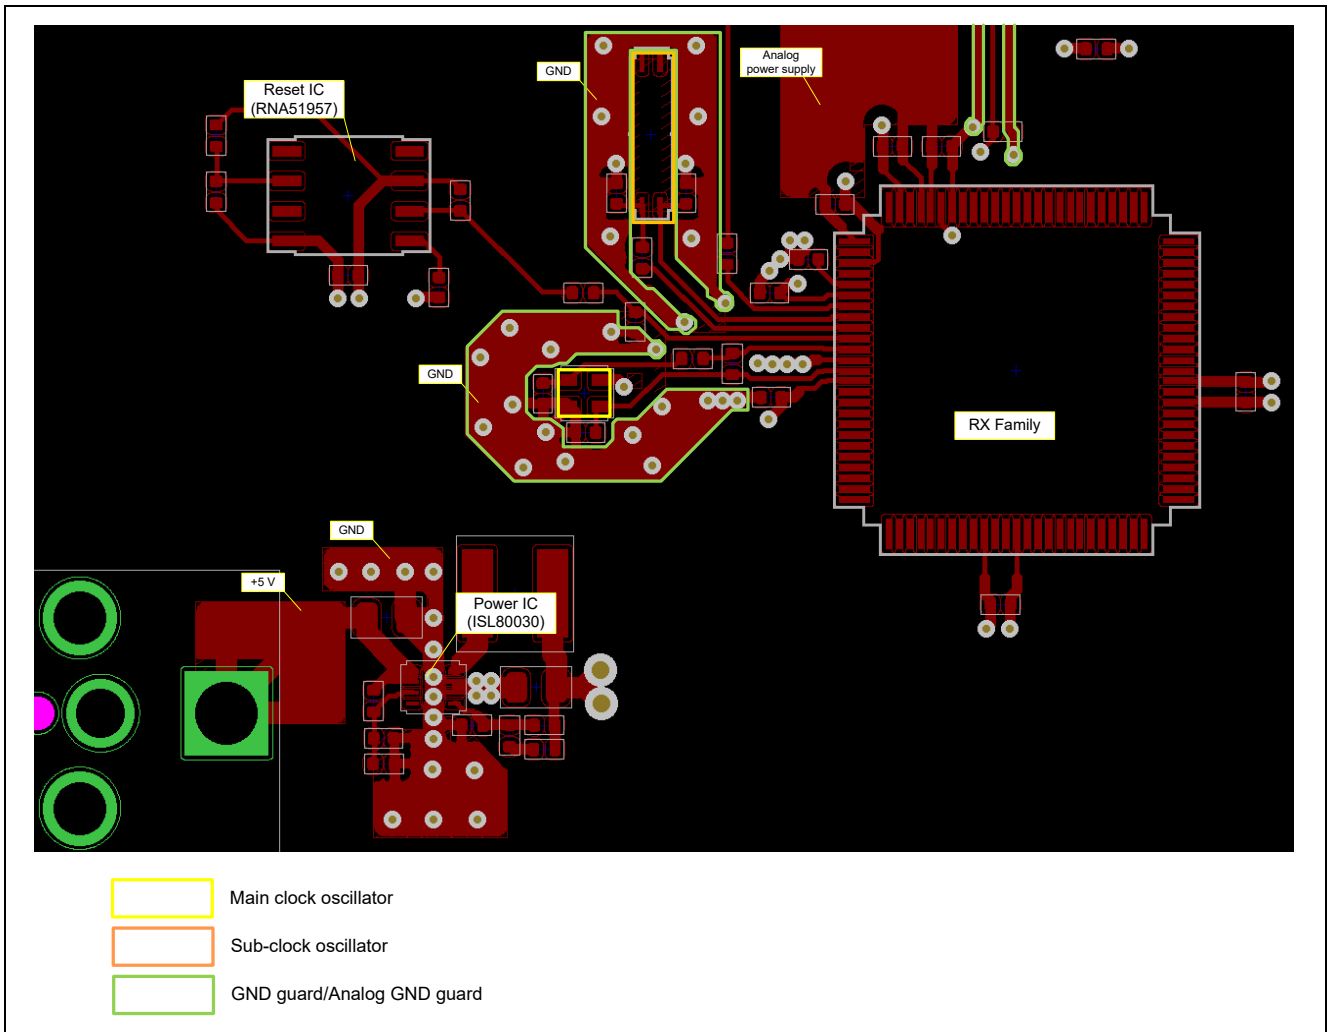 Analog
power supply
GND
Reset IC
(RNA51957)
GND
RX Family
GND
+5 V
Power IC
(ISL80030)
Main clock oscillator
Sub-clock oscillator
GND guard/Analog GND guard